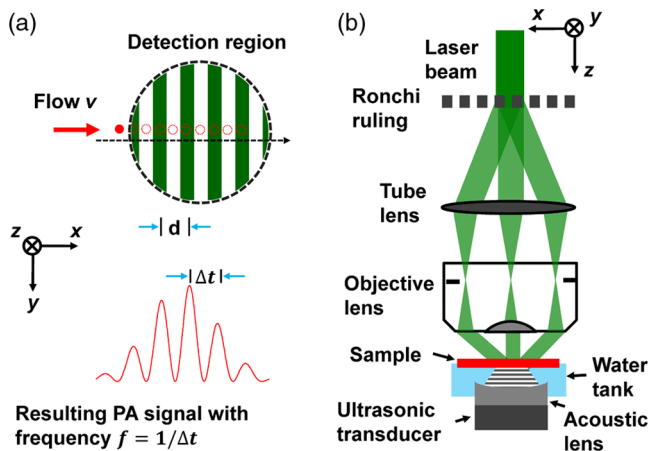 (a)
Detection region
Flow v
d
z
x
y
Δt
Resulting PA signal with
frequency f = 1/Δt
(b)
x
y
z
Laser
beam
Ronchi
ruling
Tube
lens
Objective
lens
Sample
Water
tank
Ultrasonic
transducer
Acoustic
lens